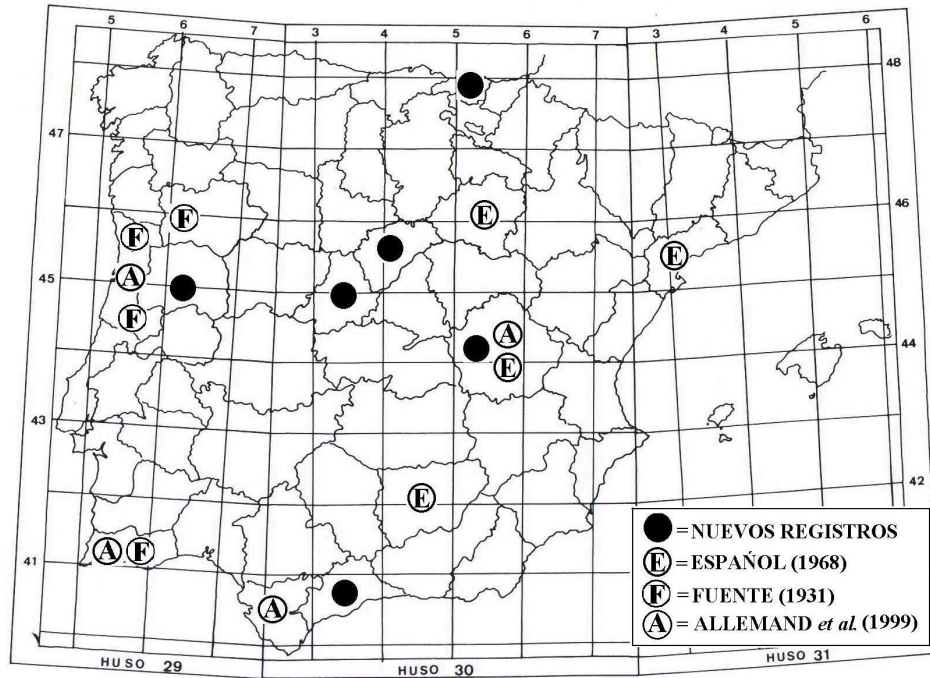 5 6 7 3 4 5 6 7 3 4 5 6
48
47
46
F E
F
E
A 45
F
A
44
E
43
E
42
A F
41
A
● = NUEVOS REGISTROS
E = ESPAÑOL (1968)
F = FUENTE (1931)
A = ALLEMAND et al. (1999)
HUSO 29 HUSO 30 HUSO 31